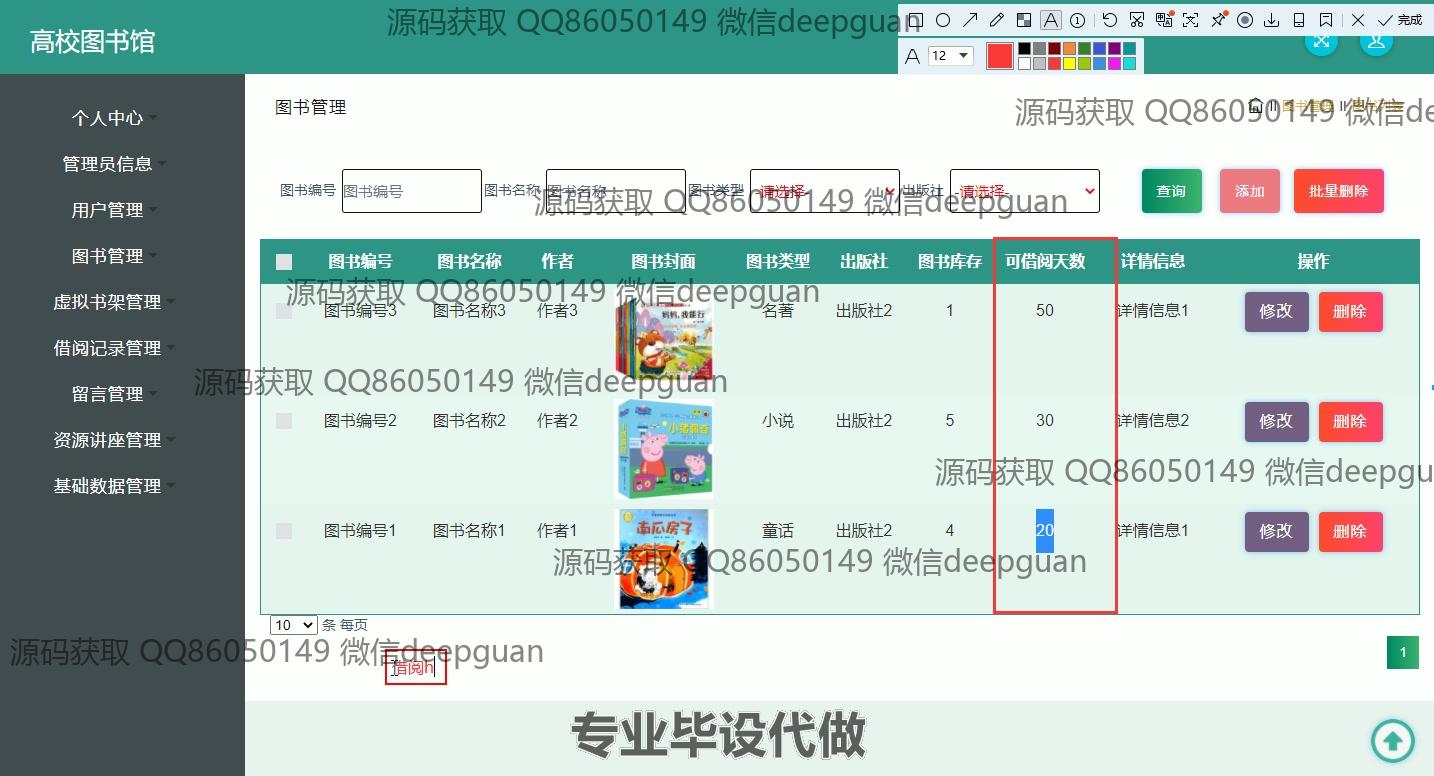 源码获取 QQ86050149 微信deepguan
高校图书馆
12
完成
个人中心
管理员信息
用户管理
图书管理
虚拟书架管理
借阅记录管理
留言管理
资源讲座管理
基础数据管理
图书管理
源码获取 QQ86050149 微信de
图书编号 图书编号 图书名称 图书名称 图书类型 -请选择- 出版社 -请选择- 查询 添加 批量删除
源码获取 QQ86050149 微信deepguan
图书编号 图书名称 作者 图书封面 图书类型 出版社 图书库存 可借阅天数 详情信息 操作
源码获取 QQ86050149 微信deepguan
图书编号3 图书名称3 作者3 妈妈,我能行 名著 出版社2 1 50 详情信息1 修改 删除
源码获取 QQ86050149 微信deepguan
图书编号2 图书名称2 作者2 小说 出版社2 5 30 详情信息2 修改 删除
源码获取 QQ86050149 微信deepgu
图书编号1 图书名称1 作者1 南瓜房子 童话 出版社2 4 20 详情信息1 修改 删除
源码获取 QQ86050149 微信deepguan
10 条 每页
源码获取 QQ86050149 微信deepguan
1
借阅h
专业毕设代做